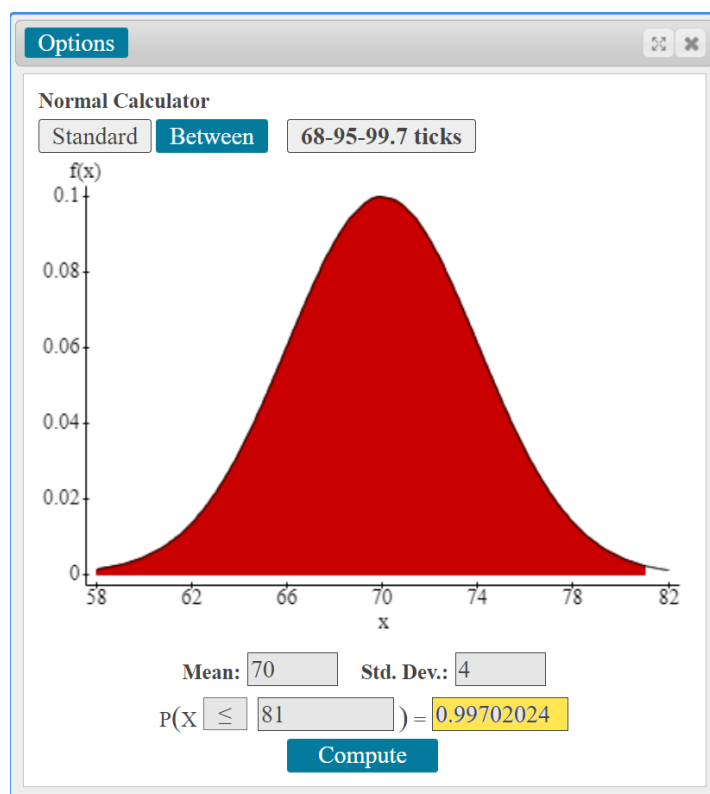 Options
Normal Calculator
Standard Between 68-95-99.7 ticks
f(x)
0.1
0.08
0.06
0.04
0.02
0
58 62 66 70 74 78 82
x
Mean: 70 Std. Dev.: 4
P(X ≤ 81 ) = 0.99702024
Compute